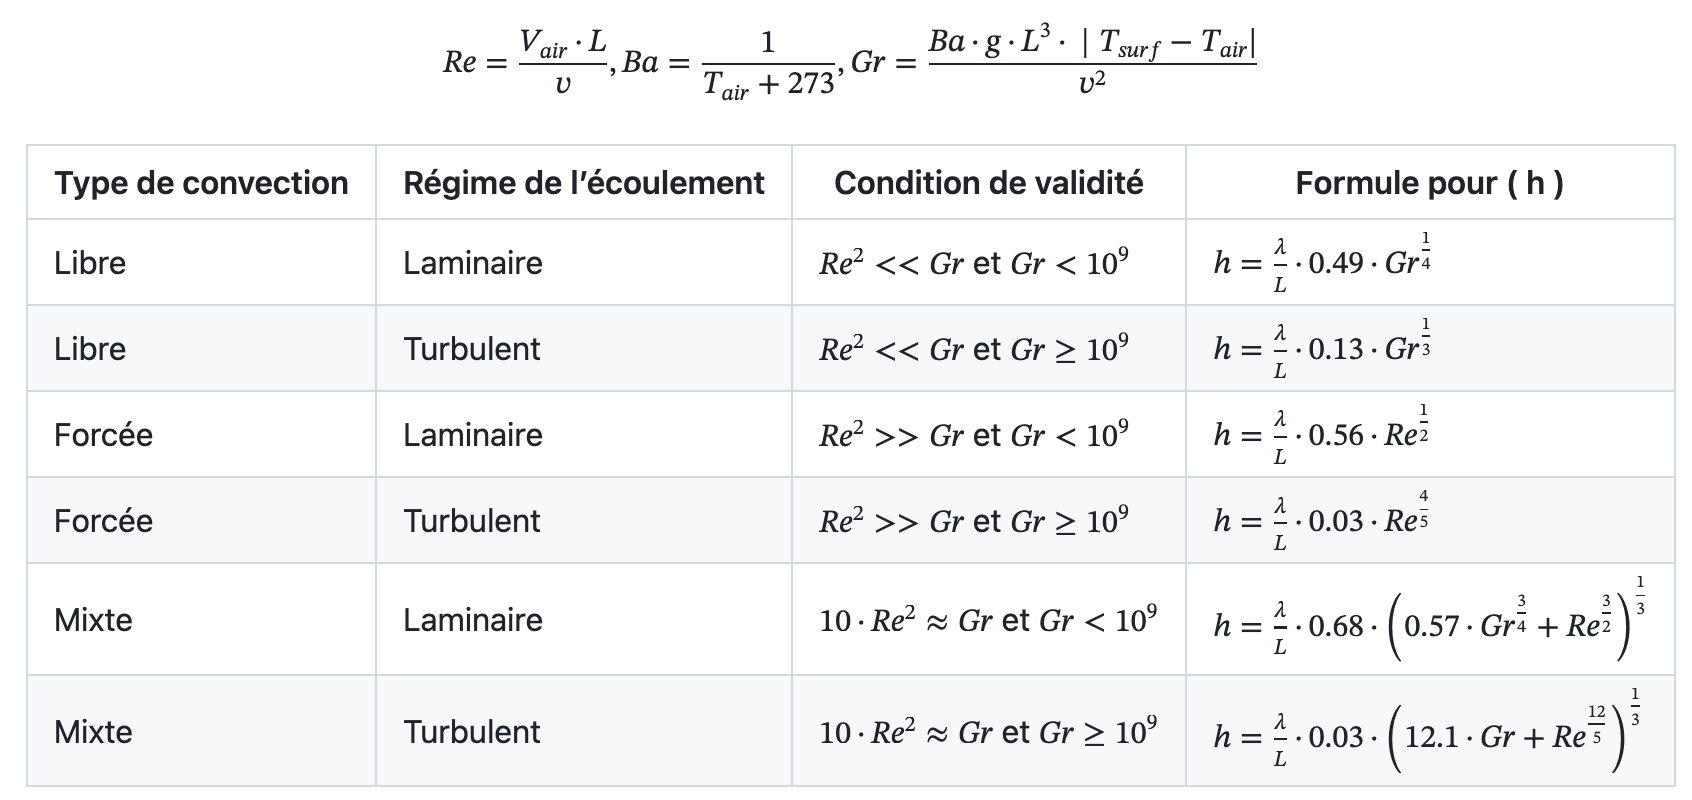 Re = \frac{V_{air} \cdot L}{\upsilon}, Ba = \frac{1}{T_{air} + 273}, Gr = \frac{Ba \cdot g \cdot L^3 \cdot | T_{surf} - T_{air}|}{\upsilon^2}
Type de convection Régime de l’écoulement Condition de validité Formule pour ( h )
Libre Laminaire Re^2 << Gr et Gr < 10^9 h = \frac{\lambda}{L} \cdot 0.49 \cdot Gr^{\frac{1}{4}}
Libre Turbulent Re^2 << Gr et Gr ≥ 10^9 h = \frac{\lambda}{L} \cdot 0.13 \cdot Gr^{\frac{1}{3}}
Forcée Laminaire Re^2 >> Gr et Gr < 10^9 h = \frac{\lambda}{L} \cdot 0.56 \cdot Re^{\frac{1}{2}}
Forcée Turbulent Re^2 >> Gr et Gr ≥ 10^9 h = \frac{\lambda}{L} \cdot 0.03 \cdot Re^{\frac{4}{5}}
Mixte Laminaire 10 \cdot Re^2 ≈ Gr et Gr < 10^9 h = \frac{\lambda}{L} \cdot 0.68 \cdot \left( 0.57 \cdot Gr^{\frac{3}{4}} + Re^{\frac{3}{2}} \right)^{\frac{1}{3}}
Mixte Turbulent 10 \cdot Re^2 ≈ Gr et Gr ≥ 10^9 h = \frac{\lambda}{L} \cdot 0.03 \cdot \left( 12.1 \cdot Gr + Re^{\frac{12}{5}} \right)^{\frac{1}{3}}